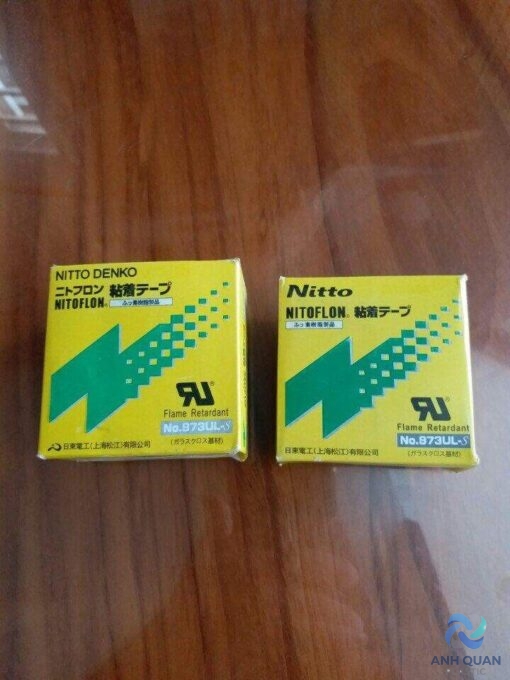 NITTO DENKO
ニトフロン 粘着テープ
NITOFLON®
ふっ素樹脂部品
Flame Retardant
No.973UL-S
日東電工(上海松江)有限公司 (ガラスクロス基材)
Nitto
NITOFLON® 粘着テープ
ふっ素樹脂部品
Flame Retardant
No.973UL-S
日東電工(上海松江)有限公司 (ガラスクロス基材)
ANH QUAN